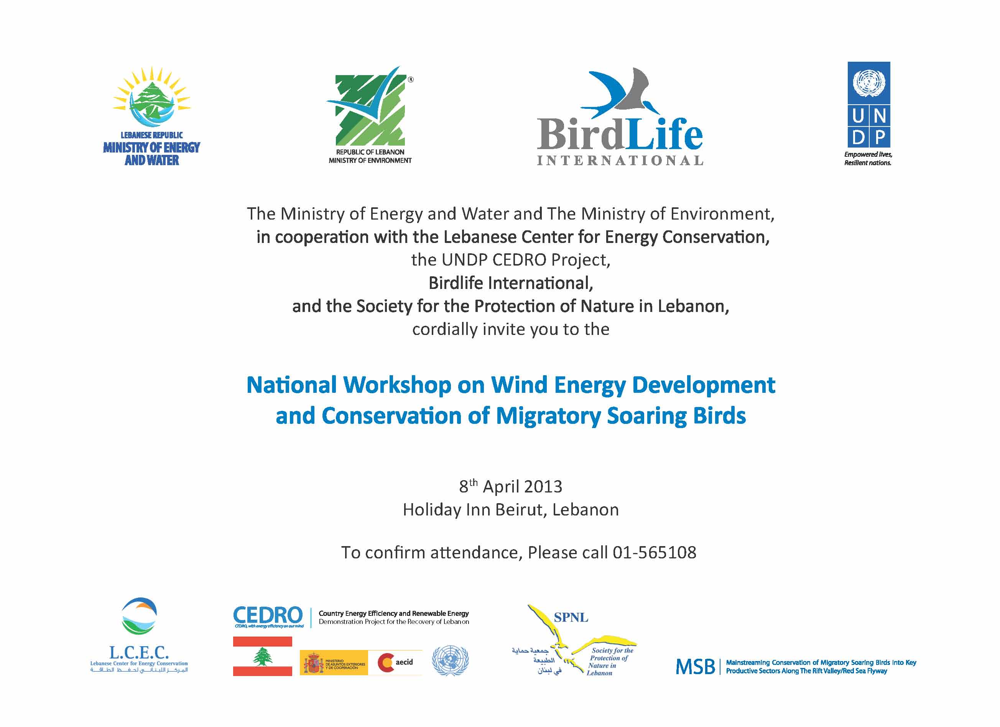 LEBANESE REPUBLIC
MINISTRY OF ENERGY
AND WATER
®
REPUBLIC OF LEBANON
MINISTRY OF ENVIRONMENT
BirdLife
INTERNATIONAL
U N
D P
Empowered lives,
Resilient nations.
The Ministry of Energy and Water and The Ministry of Environment,
in cooperation with the Lebanese Center for Energy Conservation,
the UNDP CEDRO Project,
Birdlife International,
and the Society for the Protection of Nature in Lebanon,
cordially invite you to the
National Workshop on Wind Energy Development
and Conservation of Migratory Soaring Birds
8th April 2013
Holiday Inn Beirut, Lebanon
To confirm attendance, Please call 01-565108
L.C.E.C.
Lebanese Center for Energy Conservation
المركز اللبناني لحفظ الطاقة
CEDRO
CEDRO, with energy efficiency on our mind
Country Energy Efficiency and Renewable Energy
Demonstration Project for the Recovery of Lebanon
MINISTERIO
DE ASUNTOS EXTERIORES
Y DE COOPERACIÓN
aecid
SPNL
جمعية حماية
الطبيعة
في لبنان
Society for the
Protection of
Nature in
Lebanon
MSB
Mainstreaming Conservation of Migratory Soaring Birds Into Key
Productive Sectors Along The Rift Valley/Red Sea Flyway